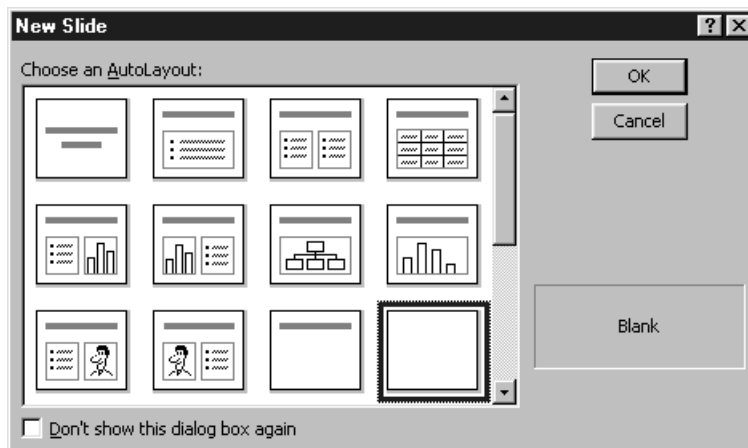 New Slide
Choose an AutoLayout:
OK
Cancel
Blank
Don't show this dialog box again